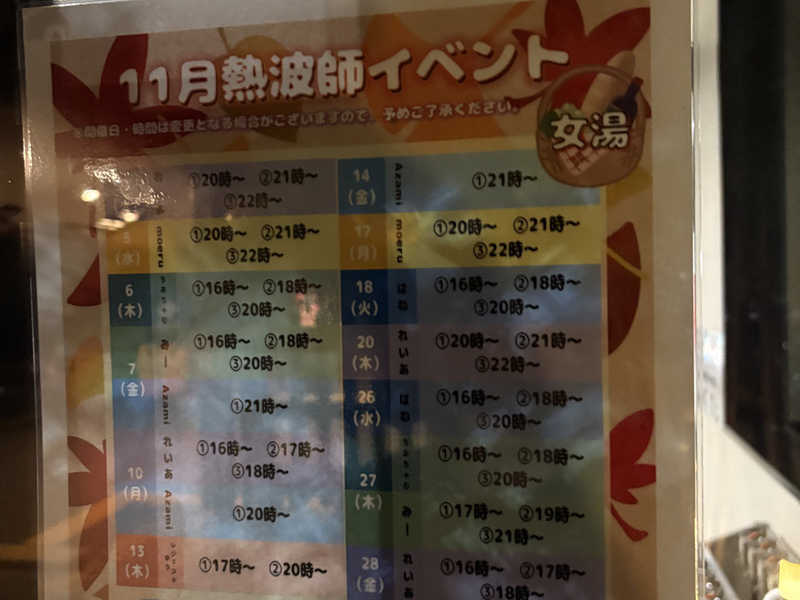 11月熱波師イベント
※開催日・時間は変更となる場合がございますので、予めご了承ください。
女湯
①20時～ ②21時～
③22時～
5
(水)
moeru
①20時～ ②21時～
③22時～
6
(木)
①16時～ ②18時～
③20時～
7
(金)
みー
①16時～ ②18時～
③20時～
Azami
①21時～
10
(月)
れいあ
①16時～ ②17時～
③18時～
Azami
①20時～
13
(木)
①17時～ ②20時～
14
(金)
Azami
①21時～
17
(月)
moeru
①20時～ ②21時～
③22時～
18
(火)
はむ
①16時～ ②18時～
③20時～
20
(木)
れいあ
①20時～ ②21時～
③22時～
26
(水)
はむ
①16時～ ②18時～
③20時～
27
(木)
①16時～ ②18時～
③20時～
みー
①17時～ ②19時～
③21時～
28
(金)
れいあ
①16時～ ②17時～
③18時～